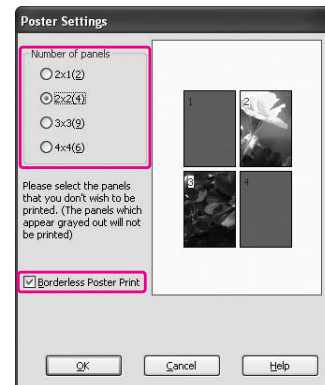 Poster Settings
Number of panels
2x1(2)
2x2(4)
3x3(9)
4x4(6)
1
2
3
4
Please select the panels
that you don't wish to be
printed. (The panels which
appear grayed out will not
be printed)
Borderless Poster Print
OK
Cancel
Help